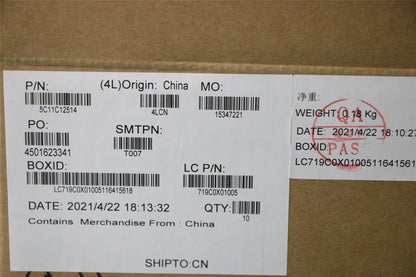 P/N:
(4L)Origin: China
MO:
5C11C12514
4LCN
15347221
PO:
SMTPN:
4501623341
T007
BOXID:
LC P/N:
LC719C0X01005116415618
719C0X01005
DATE: 2021/4/22 18:13:32
QTY:
10
Contains Merchandise From : China
SHIPTO:CN
净重:
WEIGHT: 0.18 Kg
QA
DATE: 2021/4/22 18:10:27
PAS
BOXID:
LC719C0X01005116415618